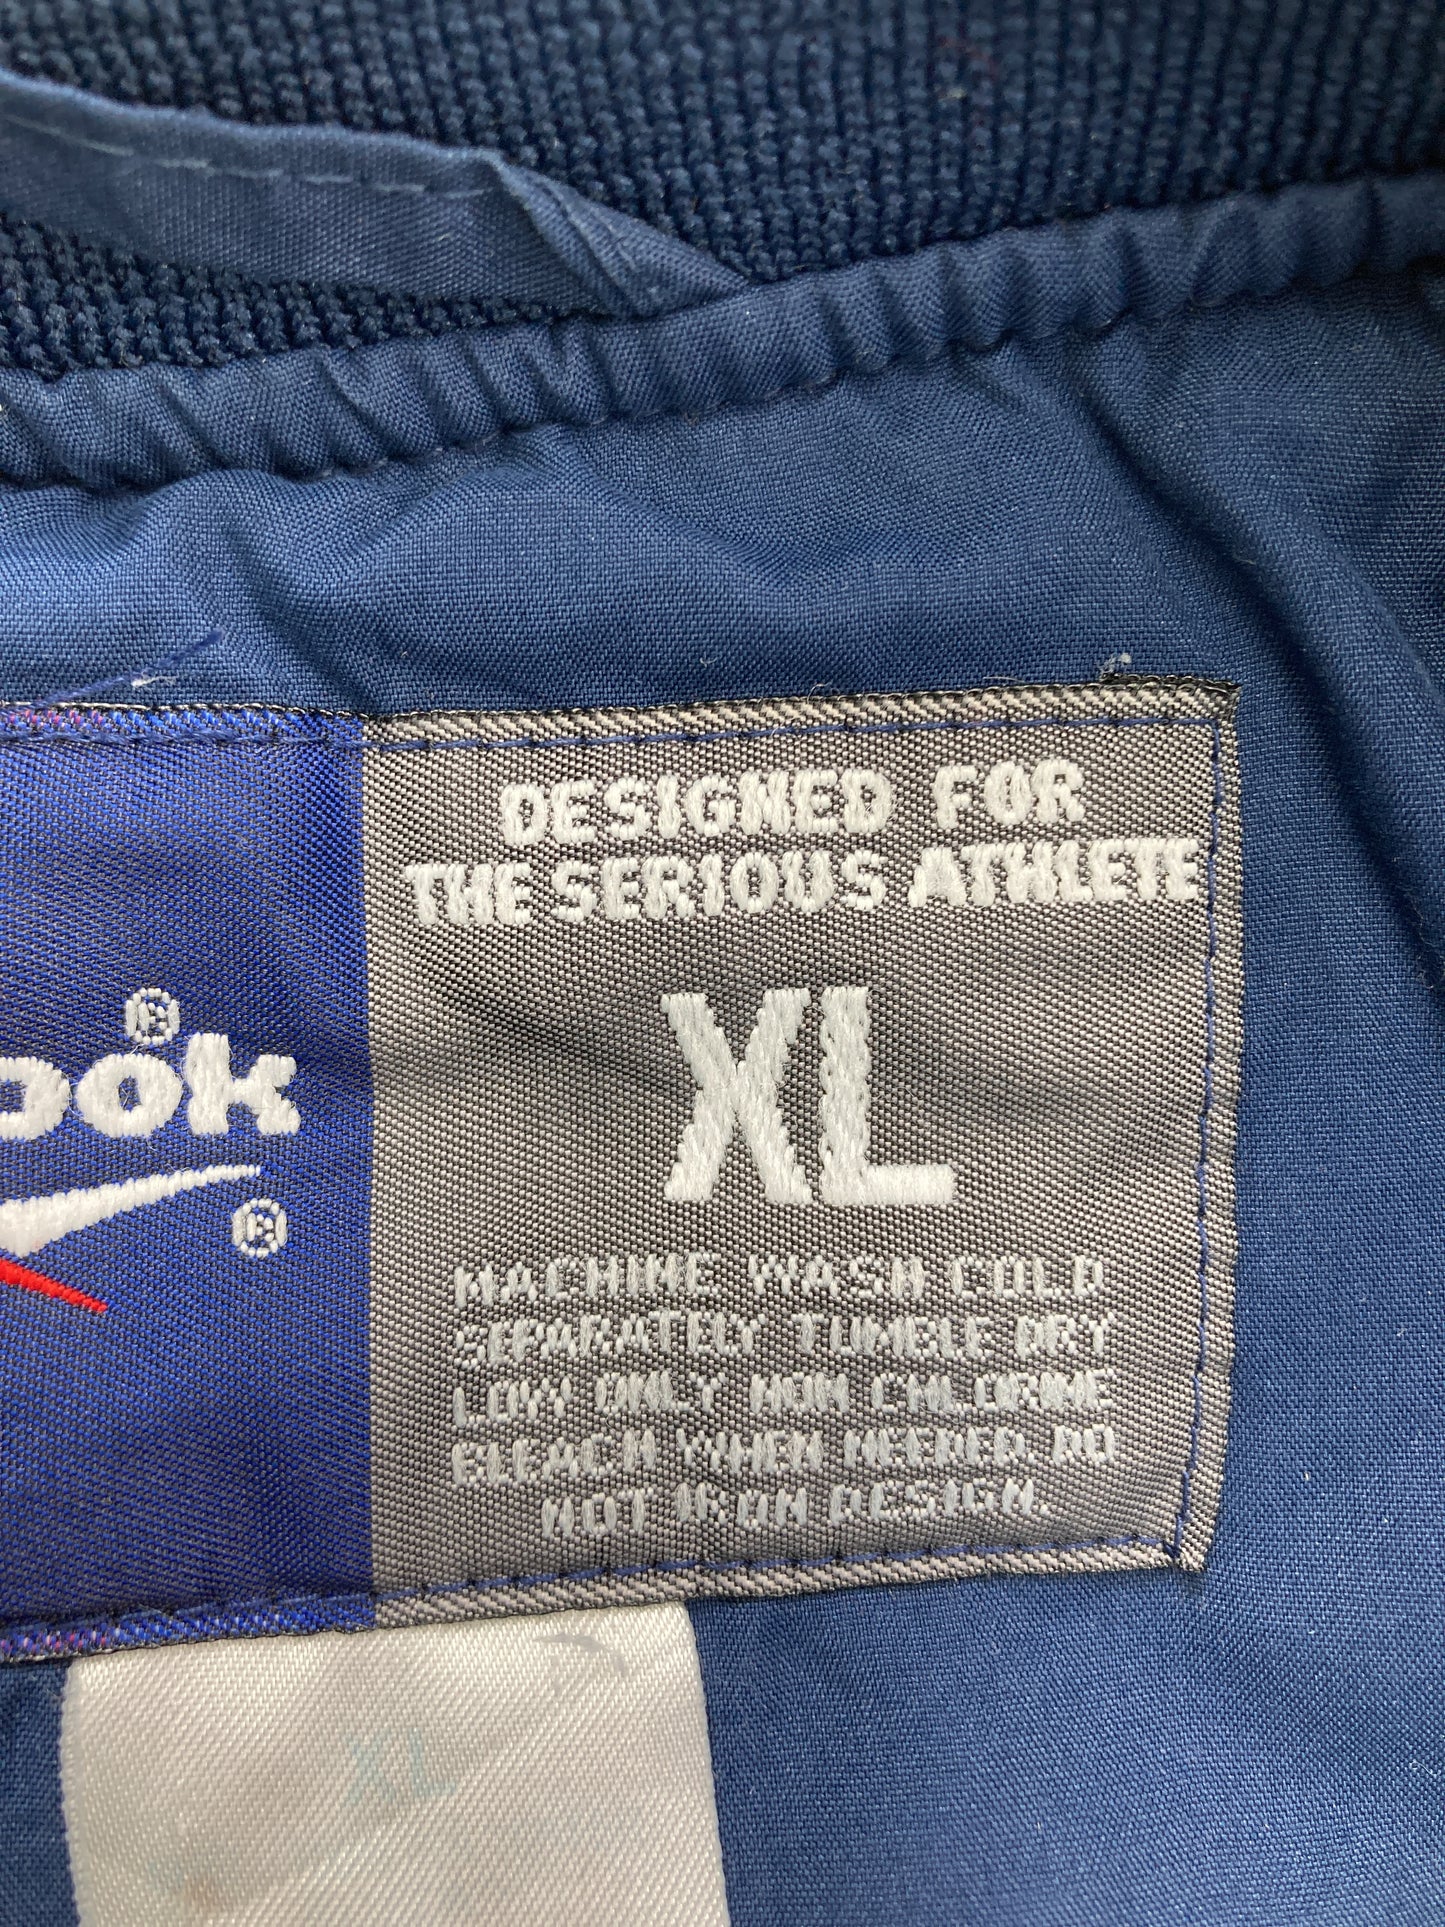 DESIGNED FOR
THE SERIOUS ATHLETE
ook®
®
XL
MACHINE WASH COLD
SEPARATELY TUMBLE DRY
LOW ONLY NON CHLORINE
BLEACH WHEN NEEDED, DO
NOT IRON DESIGN.
XL